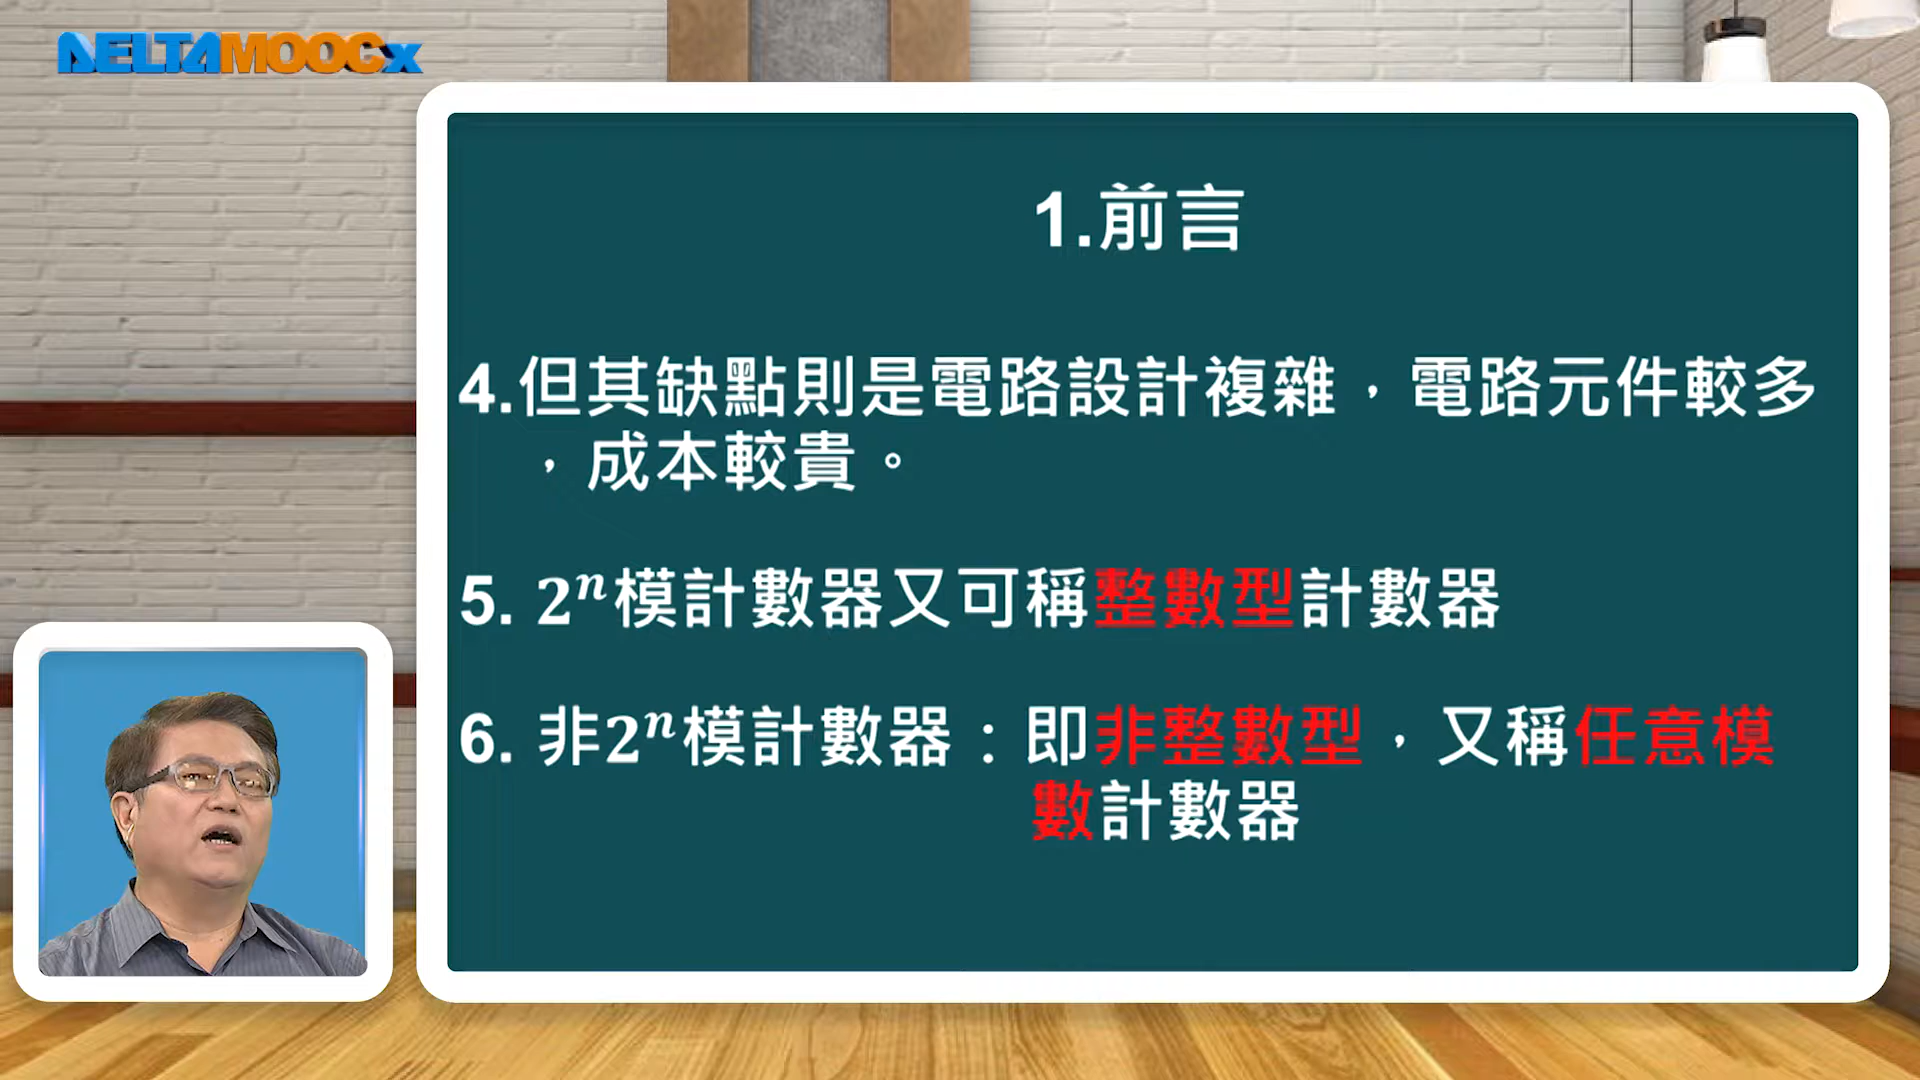 DELTAMOOCx
1.前言
4.但其缺點則是電路設計複雜，電路元件較多
，成本較貴。
5. 2ⁿ模計數器又可稱整數型計數器
6. 非2ⁿ模計數器：即非整數型，又稱任意模
數計數器